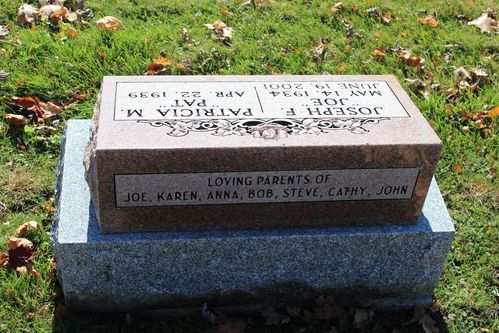 JOSEPH F.
"JOE"
MAY 14, 1934
JUNE 19, 2001
PATRICIA M.
"PAT"
APR. 22, 1939
LOVING PARENTS OF
JOE, KAREN, ANNA, BOB, STEVE, CATHY, JOHN